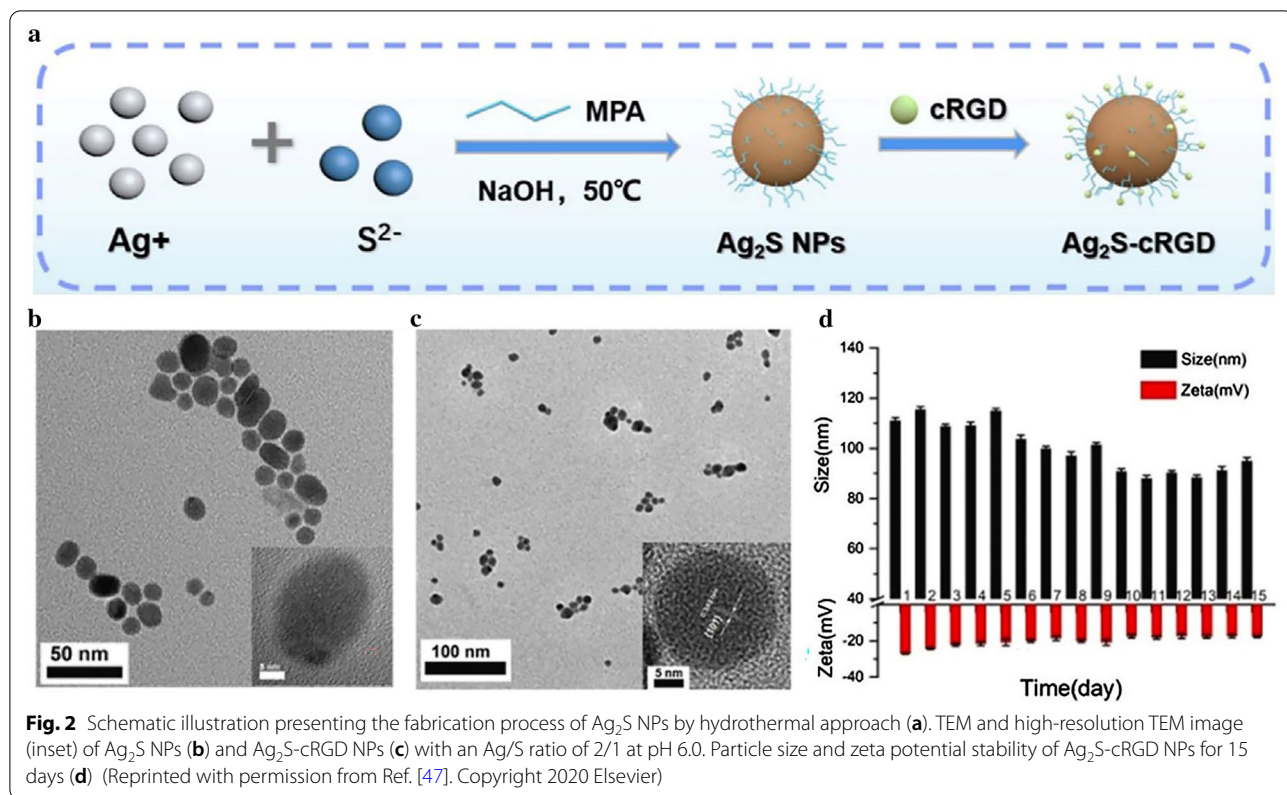 a
MPA
cRGD
NaOH，50℃
Ag+
S²⁻
Ag₂S NPs
Ag₂S-cRGD
b
c
d
50 nm
5 nm
100 nm
(101)
5 nm
140
120
100
80
60
40
Size(nm)
Size(nm)
Zeta(mV)
1 2 3 4 5 6 7 8 9 10 11 12 13 14 15
-20
-40
Zeta(mV)
Time(day)
Fig. 2 Schematic illustration presenting the fabrication process of Ag₂S NPs by hydrothermal approach (a). TEM and high-resolution TEM image
(inset) of Ag₂S NPs (b) and Ag₂S-cRGD NPs (c) with an Ag/S ratio of 2/1 at pH 6.0. Particle size and zeta potential stability of Ag₂S-cRGD NPs for 15
days (d) (Reprinted with permission from Ref. [47]. Copyright 2020 Elsevier)